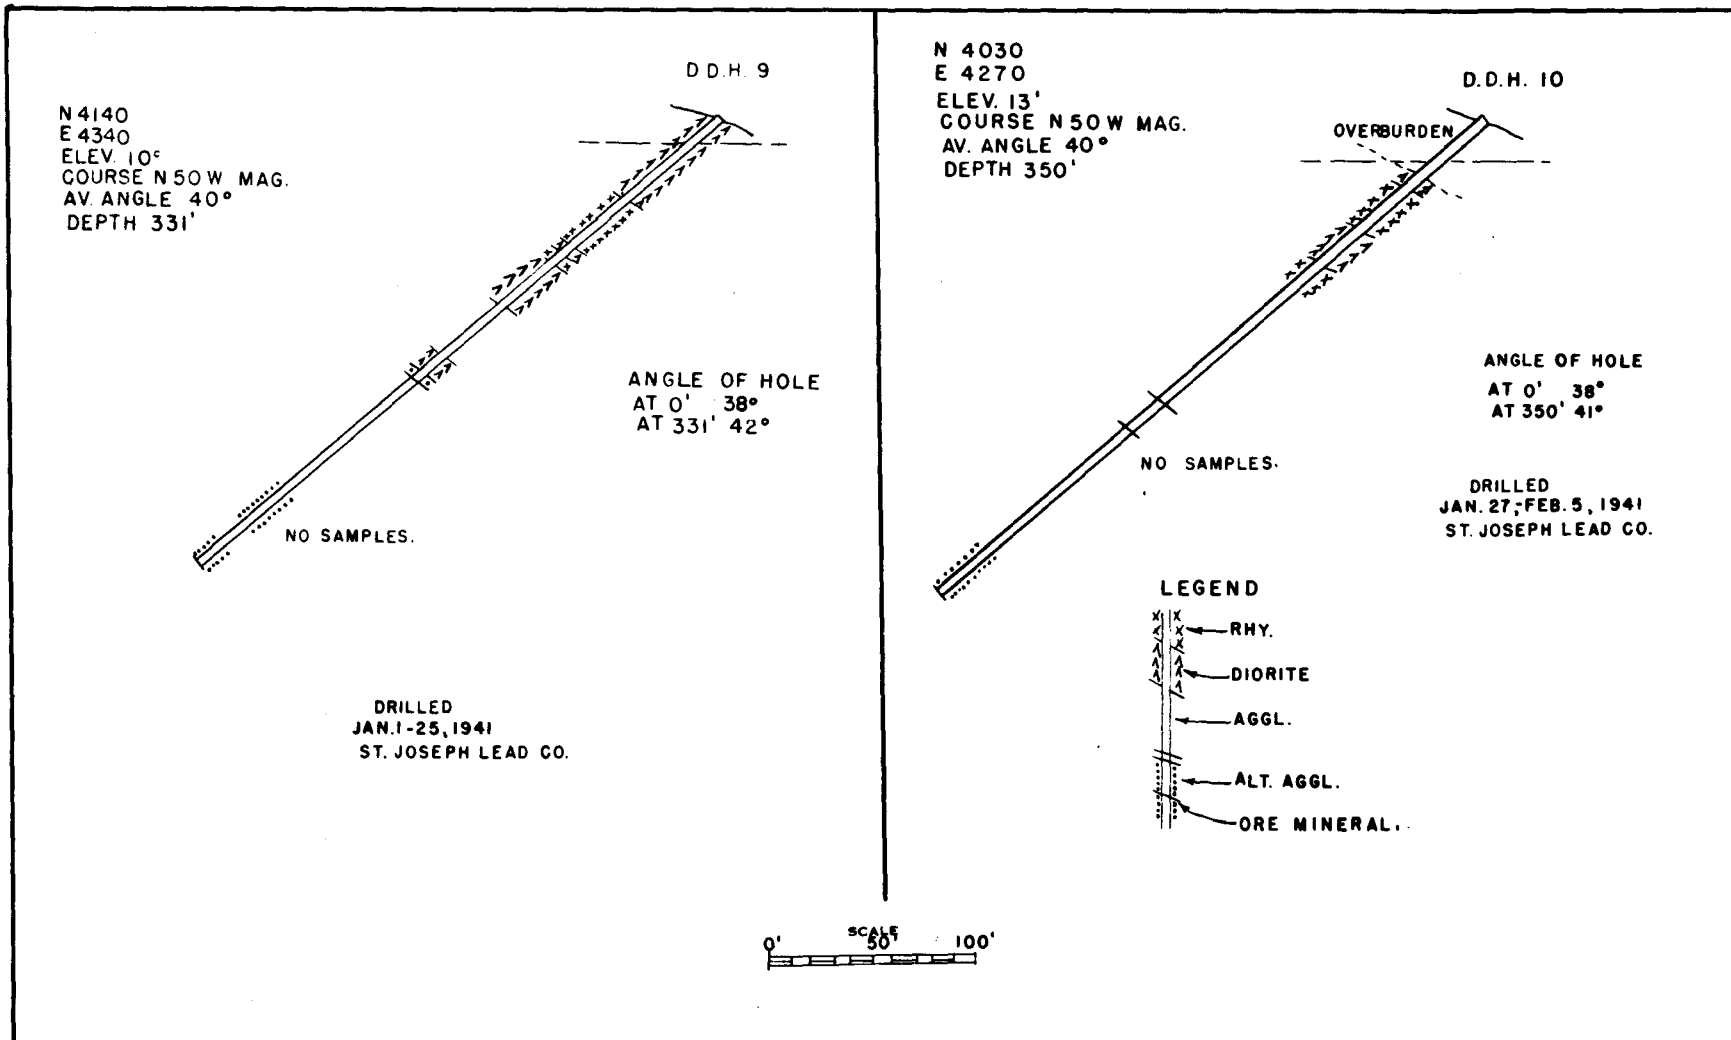 D D.H. 9
N 4140
E 4340
ELEV. 10°
COURSE N 50 W MAG.
AV. ANGLE 40°
DEPTH 331'
ANGLE OF HOLE
AT 0' 38°
AT 331' 42°
NO SAMPLES.
DRILLED
JAN. 1-25, 1941
ST. JOSEPH LEAD CO.
N 4030
E 4270
ELEV. 13'
COURSE N 50 W MAG.
AV. ANGLE 40°
DEPTH 350'
D.D.H. 10
OVERBURDEN
ANGLE OF HOLE
AT 0' 38°
AT 350' 41°
NO SAMPLES.
DRILLED
JAN. 27,-FEB. 5, 1941
ST. JOSEPH LEAD CO.
LEGEND
RHY.
DIORITE
AGGL.
ALT. AGGL.
ORE MINERAL.
SCALE
0' 50' 100'